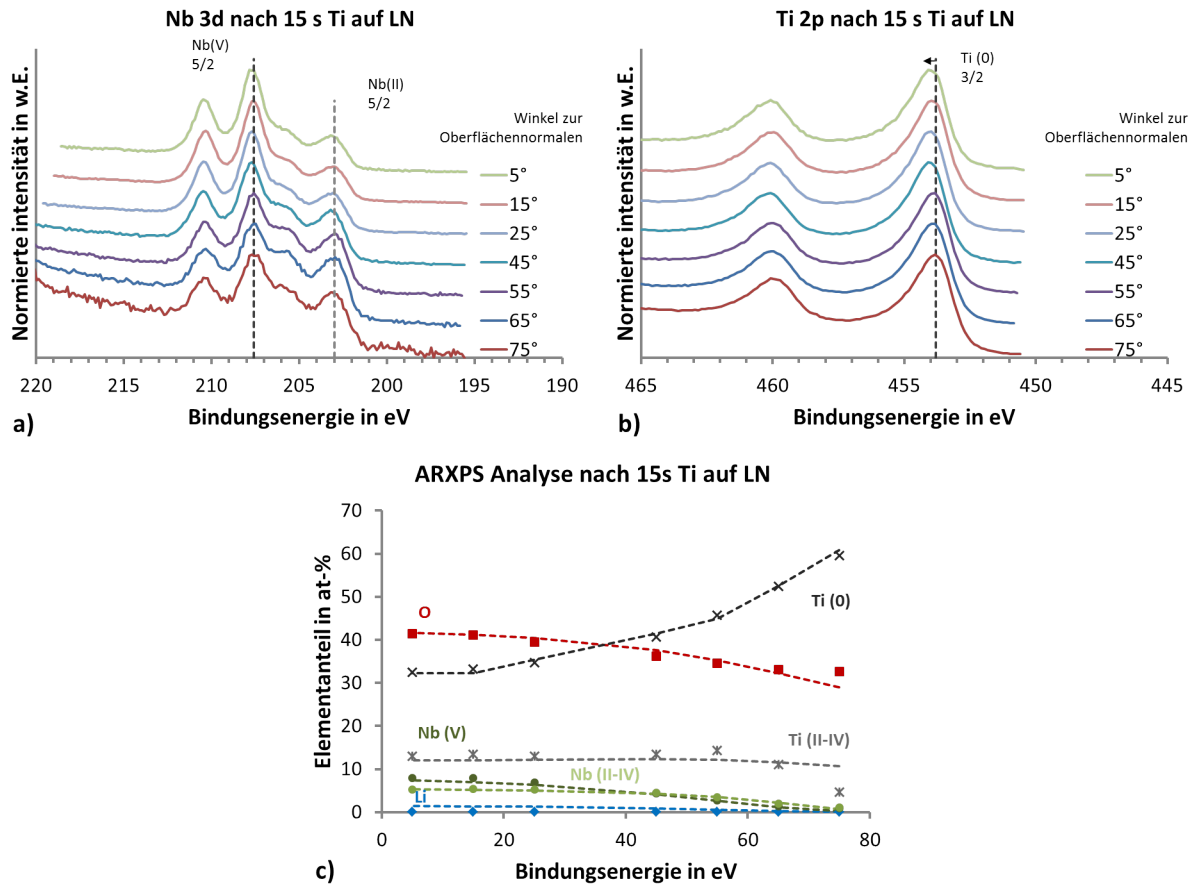 Nb 3d nach 15 s Ti auf LN
Normierte intensität in w.E.
Nb(V)
5/2
Nb(II)
5/2
Winkel zur
Oberflächennormalen
5°
15°
25°
45°
55°
65°
75°
220 215 210 205 200 195 190
Bindungsenergie in eV
a)
Ti 2p nach 15 s Ti auf LN
Normierte intensität in w.E.
Ti (0)
3/2
Winkel zur
Oberflächennormalen
5°
15°
25°
45°
55°
65°
75°
465 460 455 450 445
Bindungsenergie in eV
b)
ARXPS Analyse nach 15s Ti auf LN
Elementanteil in at-%
70
60
50
40
30
20
10
0
O
Ti (0)
Nb (V)
Ti (II-IV)
Nb (II-IV)
Li
0 20 40 60 80
Bindungsenergie in eV
c)